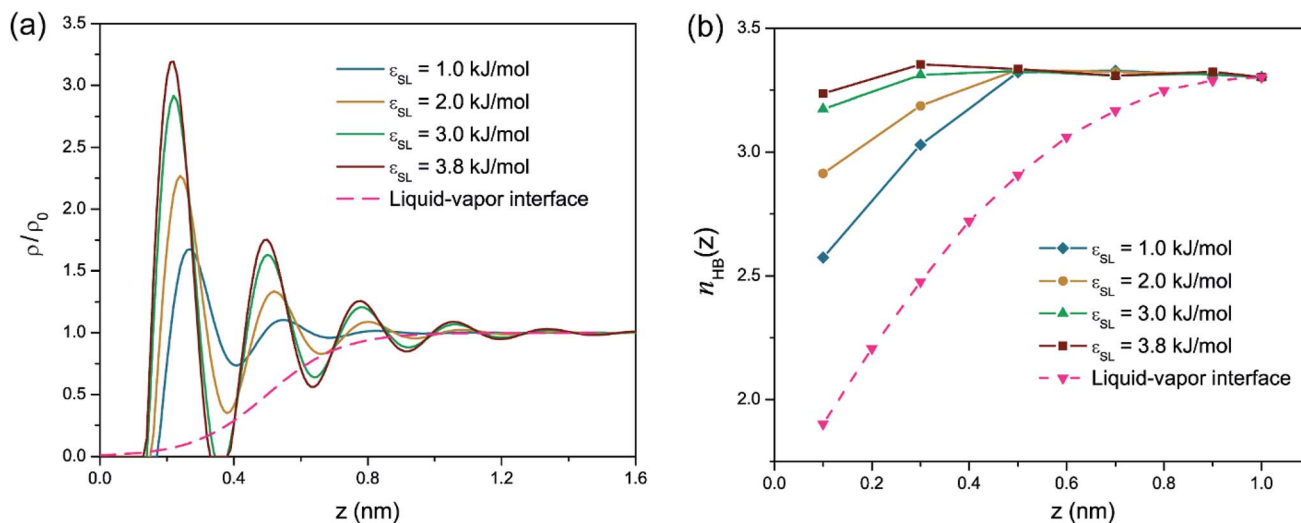 (a)
3.5
3.0
2.5
2.0
1.5
1.0
0.5
0.0
ρ/ρ₀
ε_SL = 1.0 kJ/mol
ε_SL = 2.0 kJ/mol
ε_SL = 3.0 kJ/mol
ε_SL = 3.8 kJ/mol
Liquid-vapor interface
0.0 0.4 0.8 1.2 1.6
z (nm)
(b)
3.5
3.0
2.5
2.0
n_HB(z)
ε_SL = 1.0 kJ/mol
ε_SL = 2.0 kJ/mol
ε_SL = 3.0 kJ/mol
ε_SL = 3.8 kJ/mol
Liquid-vapor interface
0.0 0.2 0.4 0.6 0.8 1.0
z (nm)